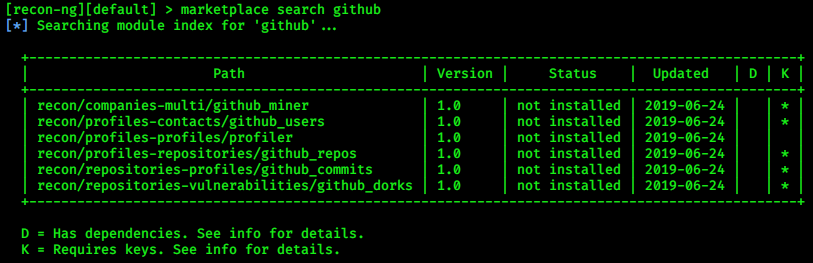 [recon-ng][default] > marketplace search github
[*] Searching module index for 'github'...
+---------------------------------------------------------------------------------------------------+
| Path | Version | Status | Updated | D | K |
+---------------------------------------------------------------------------------------------------+
| recon/companies-multi/github_miner | 1.0 | not installed | 2019-06-24 | | * |
| recon/profiles-contacts/github_users | 1.0 | not installed | 2019-06-24 | | * |
| recon/profiles-profiles/profiler | 1.0 | not installed | 2019-06-24 | | |
| recon/profiles-repositories/github_repos | 1.0 | not installed | 2019-06-24 | | * |
| recon/repositories-profiles/github_commits | 1.0 | not installed | 2019-06-24 | | * |
| recon/repositories-vulnerabilities/github_dorks | 1.0 | not installed | 2019-06-24 | | * |
+---------------------------------------------------------------------------------------------------+
D = Has dependencies. See info for details.
K = Requires keys. See info for details.